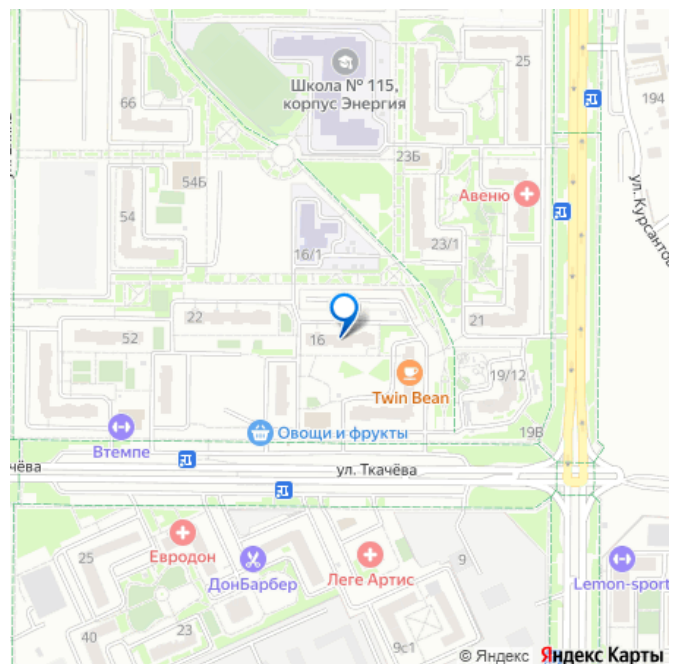 Школа № 115,
корпус Энергия
25
66
194
23Б
54Б
Авеню
54
ул. Курсантов
16/1
23/1
22
52
16
21
Twin Bean
19/12
Втемпе
Овощи и фрукты
19В
чёва
ул. Ткачёва
25
Евродон
ДонБарбер
Леге Артис
9
Lemon-sport
40
23
9с1
© Яндекс Яндекс Карты